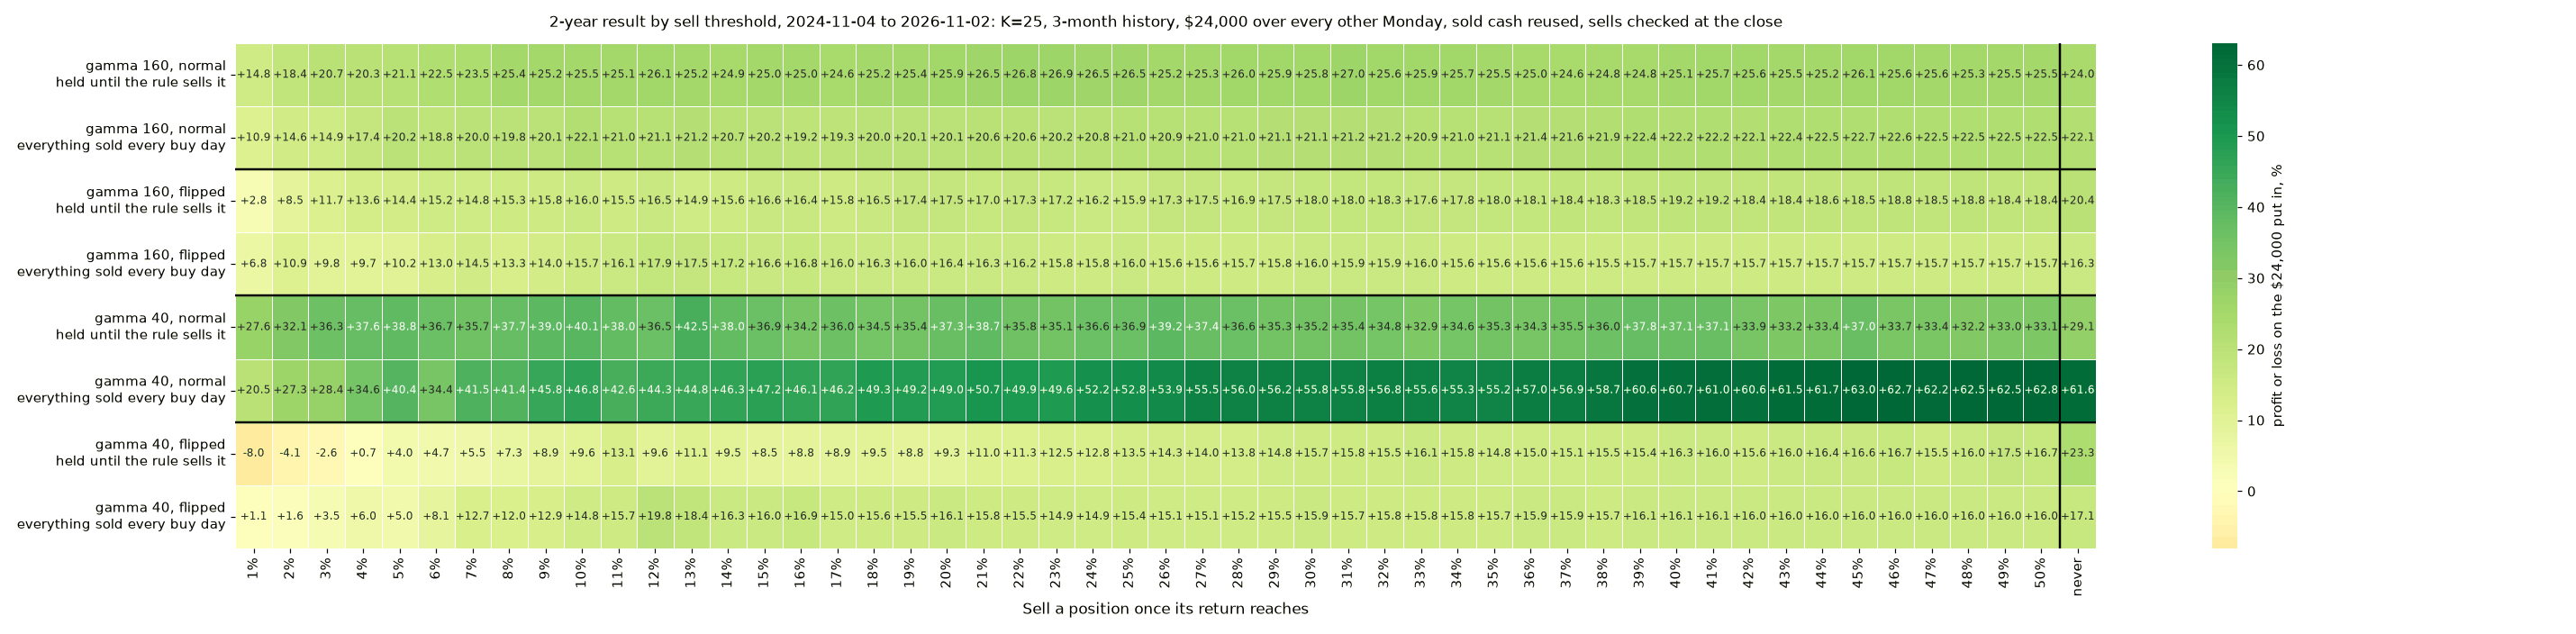 2-year result by sell threshold, 2024-11-04 to 2026-11-02: K=25, 3-month history, $24,000 over every other Monday, sold cash reused, sells checked at the close
gamma 160, normal
held until the rule sells it
+14.8 +18.4 +20.7 +20.3 +21.1 +22.5 +23.5 +25.4 +25.2 +25.5 +25.1 +26.1 +25.2 +24.9 +25.0 +25.0 +24.6 +25.2 +25.4 +25.9 +26.5 +26.8 +26.9 +26.5 +26.5 +25.2 +25.3 +26.0 +25.9 +25.8 +27.0 +25.6 +25.9 +25.7 +25.5 +25.0 +24.6 +24.8 +24.8 +25.1 +25.7 +25.6 +25.5 +25.2 +26.1 +25.6 +25.6 +25.3 +25.5 +25.5 +24.0
gamma 160, normal
everything sold every buy day
+10.9 +14.6 +14.9 +17.4 +20.2 +18.8 +20.0 +19.8 +20.1 +22.1 +21.0 +21.1 +21.2 +20.7 +20.2 +19.2 +19.3 +20.0 +20.1 +20.1 +20.6 +20.6 +20.2 +20.8 +21.0 +20.9 +21.0 +21.0 +21.1 +21.1 +21.2 +21.2 +20.9 +21.0 +21.1 +21.4 +21.6 +21.9 +22.4 +22.2 +22.2 +22.1 +22.4 +22.5 +22.7 +22.6 +22.5 +22.5 +22.5 +22.5 +22.1
gamma 160, flipped
held until the rule sells it
+2.8 +8.5 +11.7 +13.6 +14.4 +15.2 +14.8 +15.3 +15.8 +16.0 +15.5 +16.5 +14.9 +15.6 +16.6 +16.4 +15.8 +16.5 +17.4 +17.5 +17.0 +17.3 +17.2 +16.2 +15.9 +17.3 +17.5 +16.9 +17.5 +18.0 +18.0 +18.3 +17.6 +17.8 +18.0 +18.1 +18.4 +18.3 +18.5 +19.2 +19.2 +18.4 +18.4 +18.6 +18.5 +18.8 +18.5 +18.8 +18.4 +18.4 +20.4
gamma 160, flipped
everything sold every buy day
+6.8 +10.9 +9.8 +9.7 +10.2 +13.0 +14.5 +13.3 +14.0 +15.7 +16.1 +17.9 +17.5 +17.2 +16.6 +16.8 +16.0 +16.3 +16.0 +16.4 +16.3 +16.2 +15.8 +15.8 +16.0 +15.6 +15.6 +15.7 +15.8 +16.0 +15.9 +15.9 +16.0 +15.6 +15.6 +15.6 +15.6 +15.5 +15.7 +15.7 +15.7 +15.7 +15.7 +15.7 +15.7 +15.7 +15.7 +15.7 +15.7 +15.7 +16.3
gamma 40, normal
held until the rule sells it
+27.6 +32.1 +36.3 +37.6 +38.8 +36.7 +35.7 +37.7 +39.0 +40.1 +38.0 +36.5 +42.5 +38.0 +36.9 +34.2 +36.0 +34.5 +35.4 +37.3 +38.7 +35.8 +35.1 +36.6 +36.9 +39.2 +37.4 +36.6 +35.3 +35.2 +35.4 +34.8 +32.9 +34.6 +35.3 +34.3 +35.5 +36.0 +37.8 +37.1 +37.1 +33.9 +33.2 +33.4 +37.0 +33.7 +33.4 +32.2 +33.0 +33.1 +29.1
gamma 40, normal
everything sold every buy day
+20.5 +27.3 +28.4 +34.6 +40.4 +34.4 +41.5 +41.4 +45.8 +46.8 +42.6 +44.3 +44.8 +46.3 +47.2 +46.1 +46.2 +49.3 +49.2 +49.0 +50.7 +49.9 +49.6 +52.2 +52.8 +53.9 +55.5 +56.0 +56.2 +55.8 +55.8 +56.8 +55.6 +55.3 +55.2 +57.0 +56.9 +58.7 +60.6 +60.7 +61.0 +60.6 +61.5 +61.7 +63.0 +62.7 +62.2 +62.5 +62.5 +62.8 +61.6
gamma 40, flipped
held until the rule sells it
-8.0 -4.1 -2.6 +0.7 +4.0 +4.7 +5.5 +7.3 +8.9 +9.6 +13.1 +9.6 +11.1 +9.5 +8.5 +8.8 +8.9 +9.5 +8.8 +9.3 +11.0 +11.3 +12.5 +12.8 +13.5 +14.3 +14.0 +13.8 +14.8 +15.7 +15.8 +15.5 +16.1 +15.8 +14.8 +15.0 +15.1 +15.5 +15.4 +16.3 +16.0 +15.6 +16.0 +16.4 +16.6 +16.7 +15.5 +16.0 +17.5 +16.7 +23.3
gamma 40, flipped
everything sold every buy day
+1.1 +1.6 +3.5 +6.0 +5.0 +8.1 +12.7 +12.0 +12.9 +14.8 +15.7 +19.8 +18.4 +16.3 +16.0 +16.9 +15.0 +15.6 +15.5 +16.1 +15.8 +15.5 +14.9 +14.9 +15.4 +15.1 +15.1 +15.2 +15.5 +15.9 +15.7 +15.8 +15.8 +15.8 +15.7 +15.9 +15.9 +15.7 +16.1 +16.1 +16.1 +16.0 +16.0 +16.0 +16.0 +16.0 +16.0 +16.0 +16.0 +16.0 +17.1
1% 2% 3% 4% 5% 6% 7% 8% 9% 10% 11% 12% 13% 14% 15% 16% 17% 18% 19% 20% 21% 22% 23% 24% 25% 26% 27% 28% 29% 30% 31% 32% 33% 34% 35% 36% 37% 38% 39% 40% 41% 42% 43% 44% 45% 46% 47% 48% 49% 50% never
Sell a position once its return reaches
60
50
40
30
20
10
0
profit or loss on the $24,000 put in, %